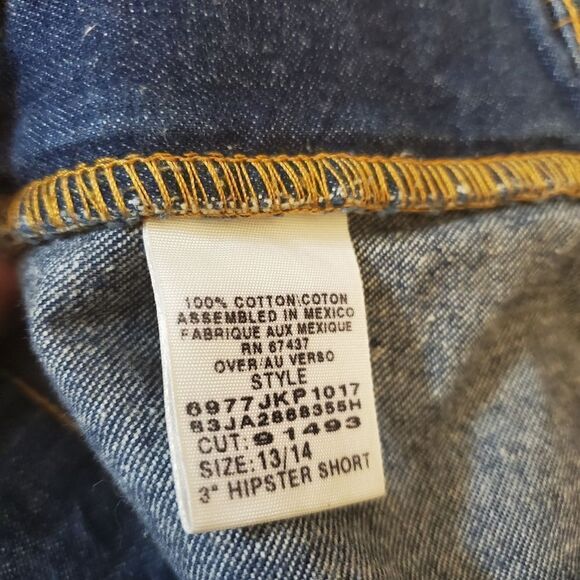 100% COTTON\COTON
ASSEMBLED IN MEXICO
FABRIQUE AUX MEXIQUE
RN 67437
OVER/AU VERSO
STYLE
6977JKP1017
CUT: 91493
SIZE: 13/14
3" HIPSTER SHORT